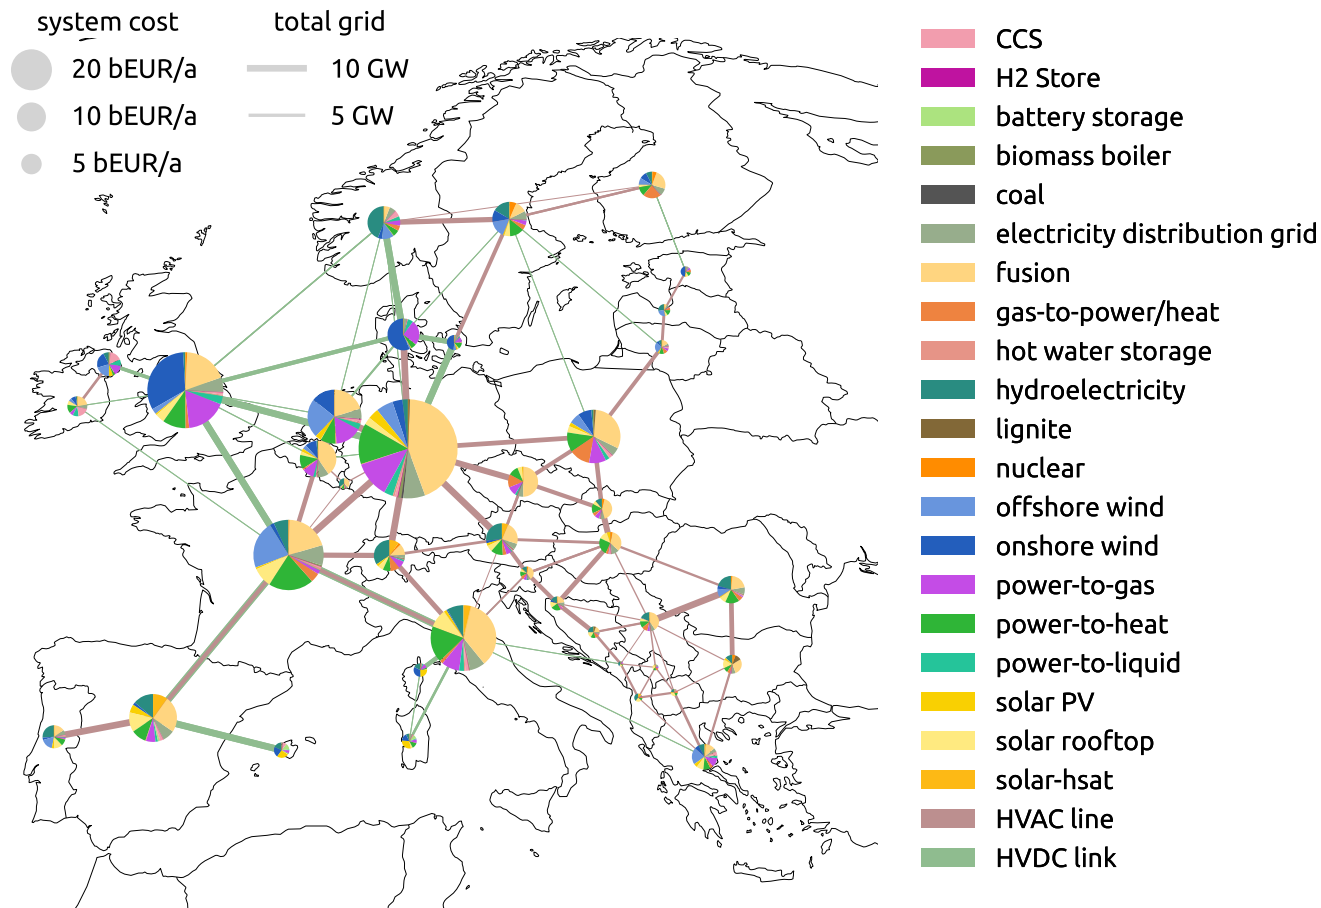 system cost
total grid
20 bEUR/a
10 GW
10 bEUR/a
5 GW
5 bEUR/a
CCS
H2 Store
battery storage
biomass boiler
coal
electricity distribution grid
fusion
gas-to-power/heat
hot water storage
hydroelectricity
lignite
nuclear
offshore wind
onshore wind
power-to-gas
power-to-heat
power-to-liquid
solar PV
solar rooftop
solar-hsat
HVAC line
HVDC link